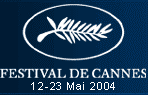 FESTIVAL DE CANNES
12-23 Mai 2004